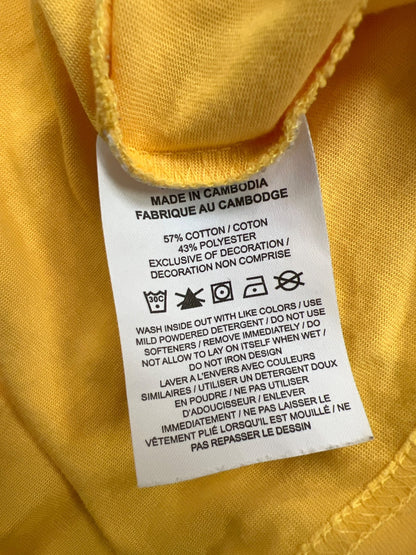 MADE IN CAMBODIA
FABRIQUE AU CAMBODGE
57% COTTON / COTON
43% POLYESTER
EXCLUSIVE OF DECORATION /
DECORATION NON COMPRISE
30C
WASH INSIDE OUT WITH LIKE COLORS / USE
MILD POWDERED DETERGENT / DO NOT USE
SOFTENERS / REMOVE IMMEDIATELY / DO
NOT ALLOW TO LAY ON ITSELF WHEN WET /
DO NOT IRON DESIGN
LAVER A L'ENVERS AVEC COULEURS
SIMILAIRES / UTILISER UN DETERGENT DOUX
EN POUDRE / NE PAS UTILISER
D'ADOUCISSEUR / ENLEVER
IMMEDIATEMENT / NE PAS LAISSER LE
VÊTEMENT PLIÉ LORSQU'IL EST MOUILLÉ / NE
PAS REPASSER LE DESSIN